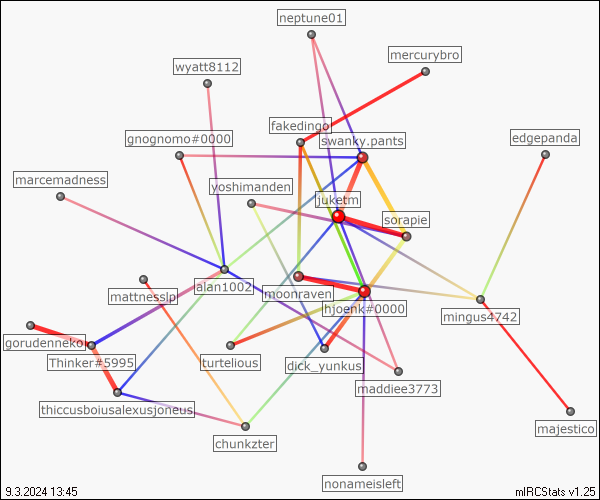 neptune01
mercurybro
wyatt8112
fakedingo
swanky.pants
gnognomo#0000
edgepanda
marcemadness
yoshimanden
juketm
sorapie
alan1002
moonraven
mattnesslp
hjoenk#0000
mingus4742
gorudenneko
Thinker#5995
turtelious
dick_yunkus
maddiee3773
thiccusboiusalexusjoneus
chunkzter
majestico
nonameisleft
9.3.2024 13:45
mIRCStats v1.25